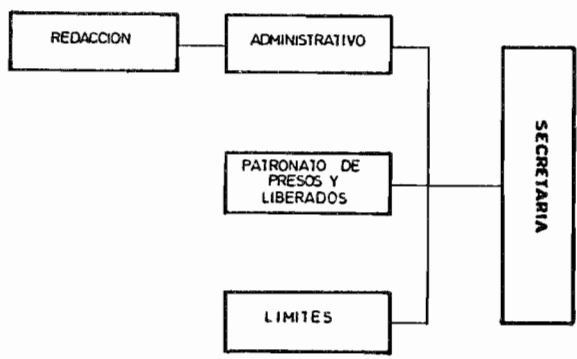 REDACCION
ADMINISTRATIVO
PATRONATO DE
PRESOS Y
LIBERADOS
LIMITES
SECRETARIA